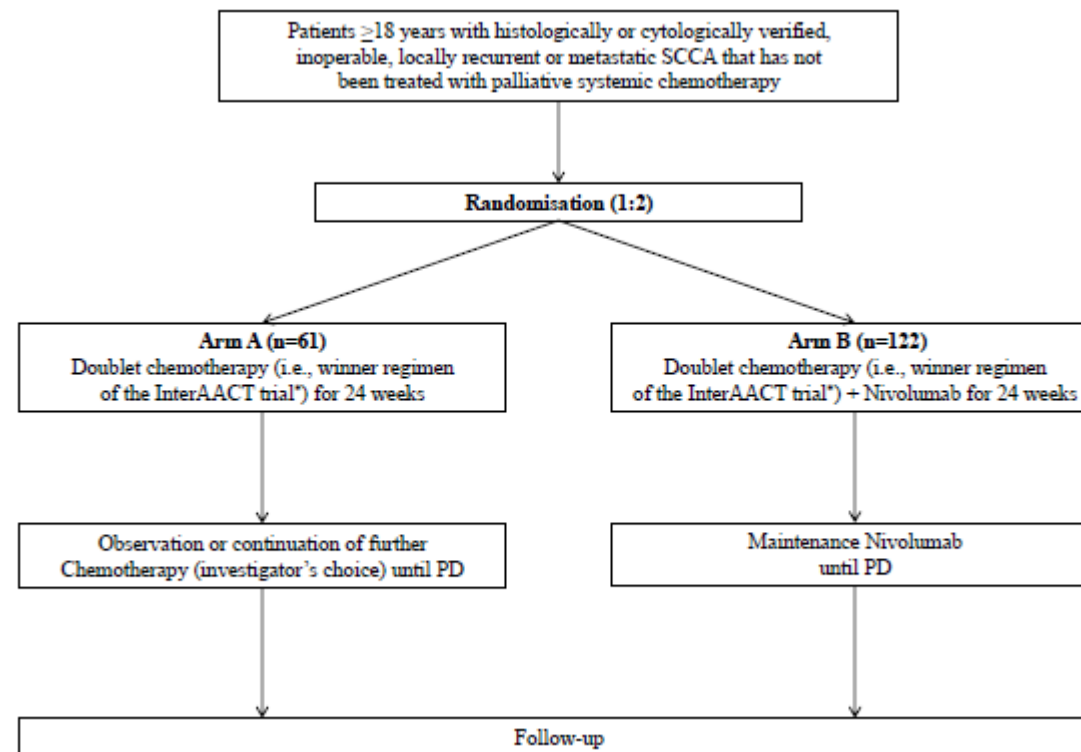 Patients ≥18 years with histologically or cytologically verified,
inoperable, locally recurrent or metastatic SCCA that has not
been treated with palliative systemic chemotherapy
Randomisation (1:2)
Arm A (n=61)
Doublet chemotherapy (i.e., winner regimen
of the InterAACT trial*) for 24 weeks
Arm B (n=122)
Doublet chemotherapy (i.e., winner regimen
of the InterAACT trial*) + Nivolumab for 24 weeks
Observation or continuation of further
Chemotherapy (investigator’s choice) until PD
Maintenance Nivolumab
until PD
Follow-up